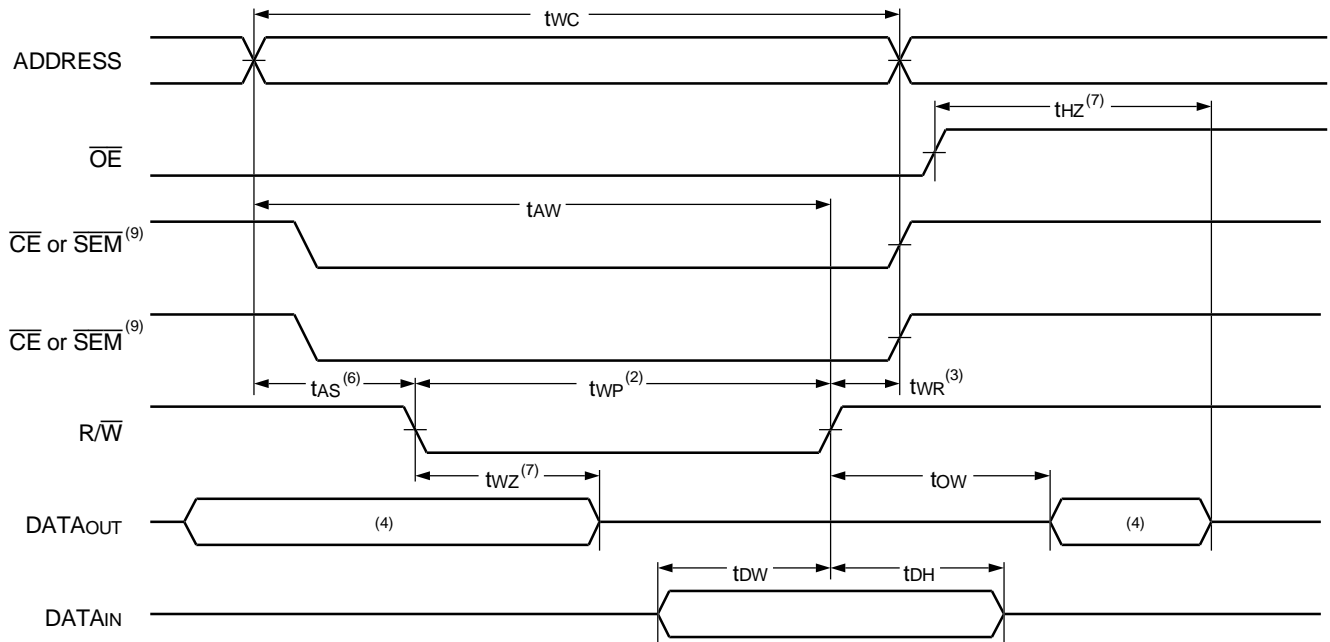 tWC
ADDRESS
tHZ(7)
OE
tAW
CE or SEM(9)
CE or SEM(9)
tAS(6) tWP(2) tWR(3)
R/W
tWZ(7) tOW
DATAOUT (4) (4)
tDW tDH
DATAIN